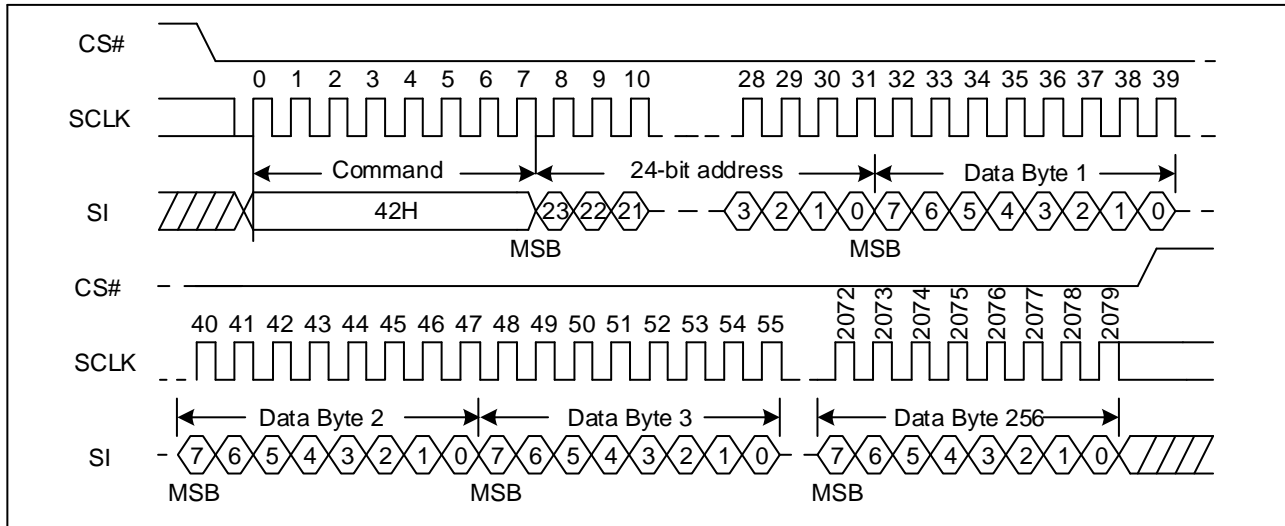 CS#
0 1 2 3 4 5 6 7 8 9 10 28 29 30 31 32 33 34 35 36 37 38 39
SCLK
Command 24-bit address Data Byte 1
SI 42H 23 22 21 3 2 1 0 7 6 5 4 3 2 1 0
MSB MSB
CS#
40 41 42 43 44 45 46 47 48 49 50 51 52 53 54 55 2072 2073 2074 2075 2076 2077 2078 2079
SCLK
Data Byte 2 Data Byte 3 Data Byte 256
SI 7 6 5 4 3 2 1 0 7 6 5 4 3 2 1 0 7 6 5 4 3 2 1 0
MSB MSB MSB